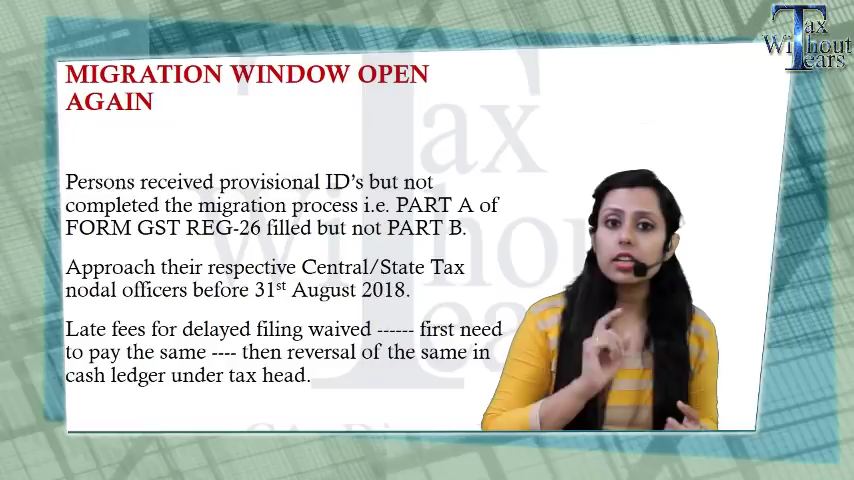 Tax
Without
Tears
MIGRATION WINDOW OPEN
AGAIN
Persons received provisional ID's but not
completed the migration process i.e. PART A of
FORM GST REG-26 filled but not PART B.
Approach their respective Central/State Tax
nodal officers before 31st August 2018.
Late fees for delayed filing waived ------ first need
to pay the same ---- then reversal of the same in
cash ledger under tax head.